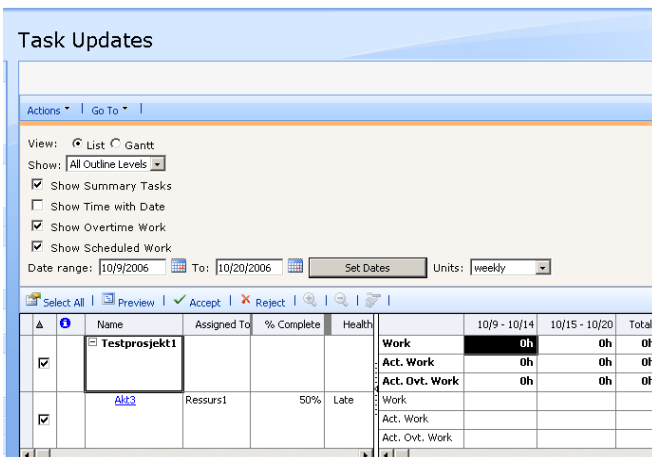 Task Updates
Actions Go To
View: List Gantt
Show: All Outline Levels
Show Summary Tasks
Show Time with Date
Show Overtime Work
Show Scheduled Work
Date range: 10/9/2006 To: 10/20/2006 Set Dates Units: weekly
Select All Preview Accept Reject
Name Assigned To % Complete Health 10/9 - 10/14 10/15 - 10/20 Total
Testprosjekt1 Work 0h 0h 0h
Act. Work 0h 0h 0h
Act. Ovt. Work 0h 0h 0h
Akt3 Ressurs1 50% Late Work
Act. Work
Act. Ovt. Work